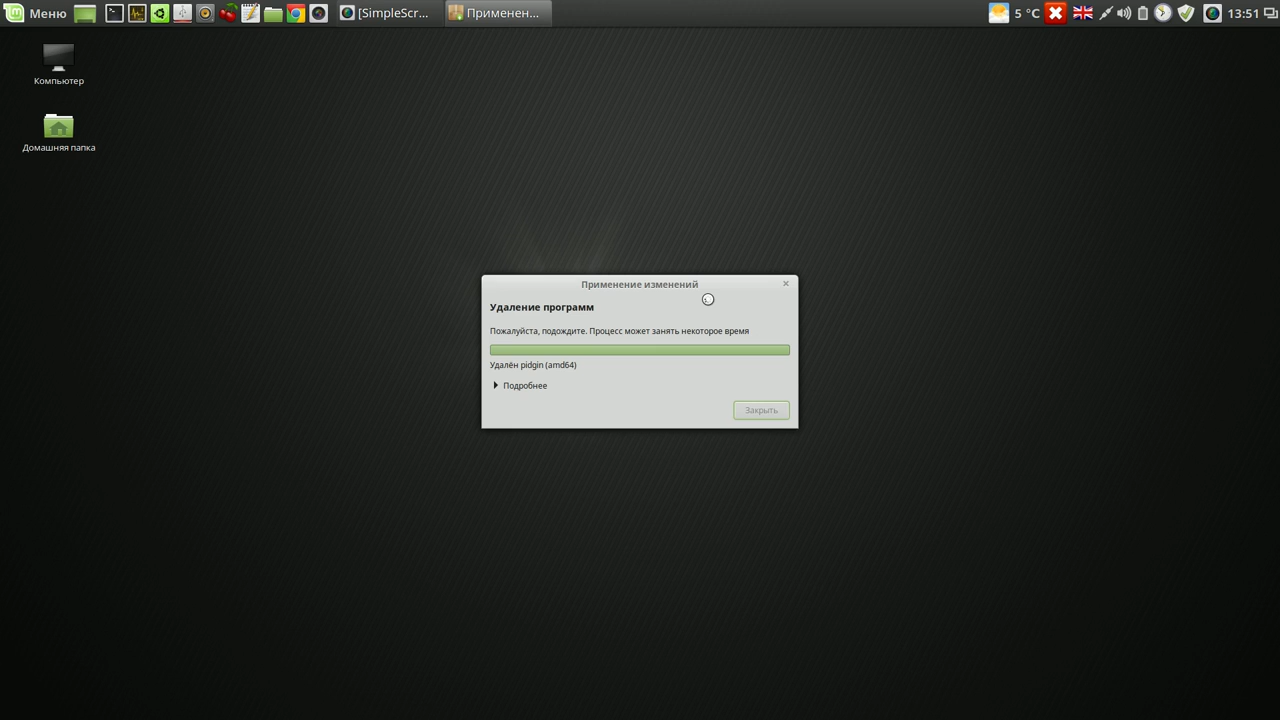 Меню
[SimpleScr...
Применен...
5 °C
13:51
Компьютер
Домашняя папка
Применение изменений
Удаление программ
Пожалуйста, подождите. Процесс может занять некоторое время
Удалён pidgin (amd64)
Подробнее
Закрыть